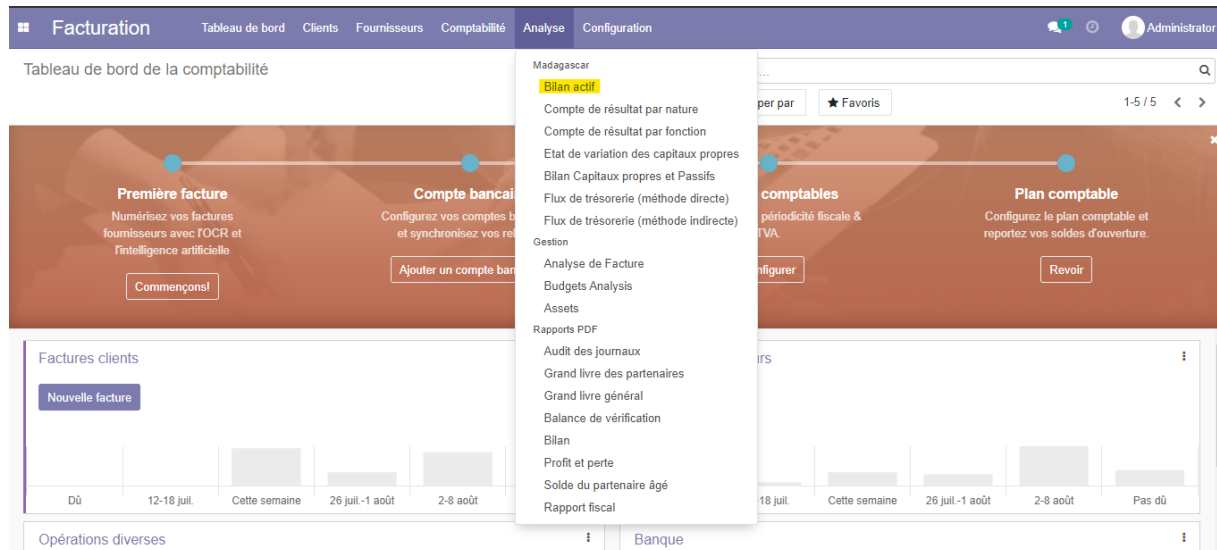 Facturation Tableau de bord Clients Fournisseurs Comptabilité Analyse Configuration 1 Administrator
Tableau de bord de la comptabilité
...
per par Favoris 1-5 / 5
Madagascar
Bilan actif
Compte de résultat par nature
Compte de résultat par fonction
Etat de variation des capitaux propres
Bilan Capitaux propres et Passifs
Flux de trésorerie (méthode directe)
Flux de trésorerie (méthode indirecte)
Gestion
Analyse de Facture
Budgets Analysis
Assets
Rapports PDF
Audit des journaux
Grand livre des partenaires
Grand livre général
Balance de vérification
Bilan
Profit et perte
Solde du partenaire âgé
Rapport fiscal
Première facture
Numérisez vos factures
fournisseurs avec l'OCR et
l'intelligence artificielle
Commençons!
Compte bancai
Configurez vos comptes b
et synchronisez vos rel
Ajouter un compte ban
comptables
périodicité fiscale &
TVA.
nfigurer
Plan comptable
Configurez le plan comptable et
reportez vos soldes d'ouverture.
Revoir
Factures clients
Nouvelle facture
Dû 12-18 juil. Cette semaine 26 juil.-1 août 2-8 août
rs
-18 juil. Cette semaine 26 juil.-1 août 2-8 août Pas dû
Opérations diverses
Banque